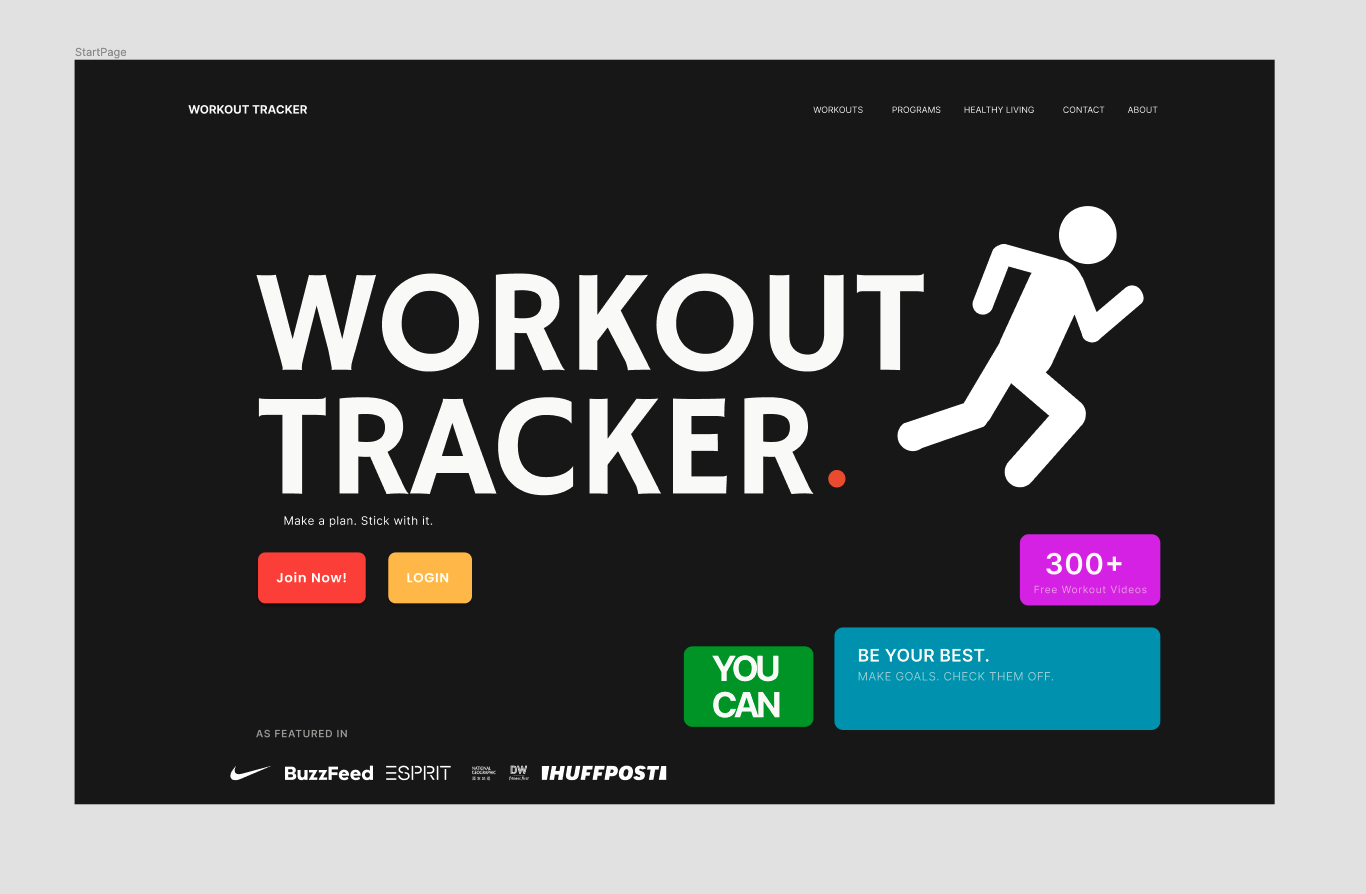 StartPage
WORKOUT TRACKER
WORKOUTS PROGRAMS HEALTHY LIVING CONTACT ABOUT
WORKOUT
TRACKER.
Make a plan. Stick with it.
Join Now! LOGIN
300+
Free Workout Videos
YOU
CAN
BE YOUR BEST.
MAKE GOALS. CHECK THEM OFF.
AS FEATURED IN
BuzzFeed ESPRIT NATIONAL GEOGRAPHIC DW HUFFPOST